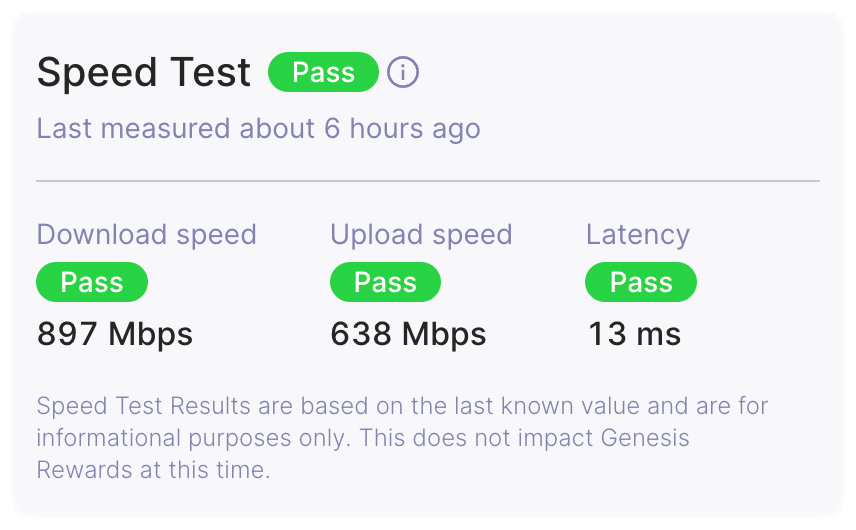 Speed Test Pass
Last measured about 6 hours ago
Download speed Upload speed Latency
Pass Pass Pass
897 Mbps 638 Mbps 13 ms
Speed Test Results are based on the last known value and are for
informational purposes only. This does not impact Genesis
Rewards at this time.